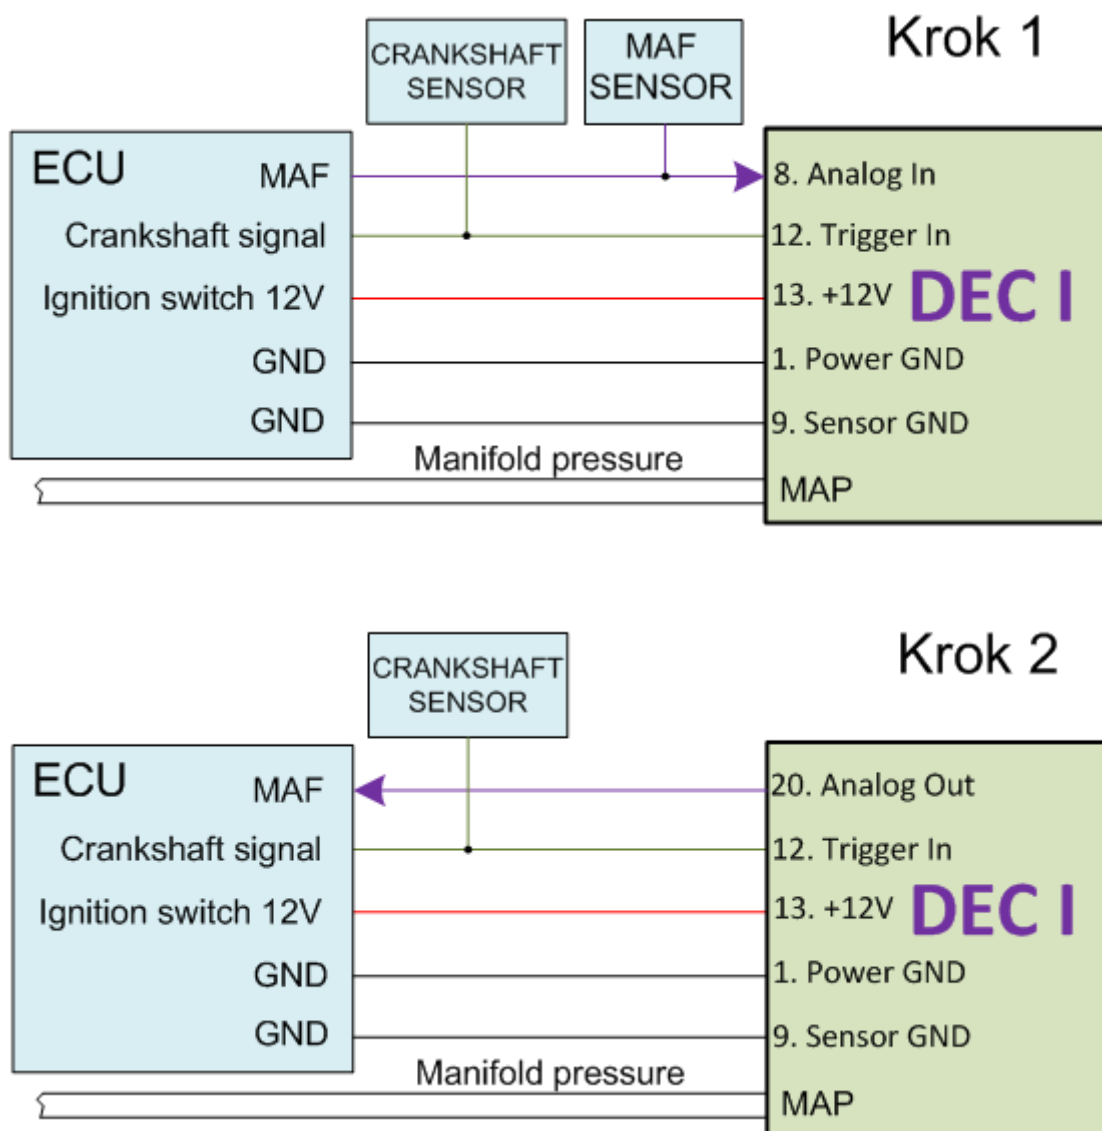 Krok 1
CRANKSHAFT
SENSOR
MAF
SENSOR
ECU
MAF
Crankshaft signal
Ignition switch 12V
GND
GND
Manifold pressure
8. Analog In
12. Trigger In
13. +12V
DEC I
1. Power GND
9. Sensor GND
MAP
Krok 2
CRANKSHAFT
SENSOR
ECU
MAF
Crankshaft signal
Ignition switch 12V
GND
GND
Manifold pressure
20. Analog Out
12. Trigger In
13. +12V
DEC I
1. Power GND
9. Sensor GND
MAP